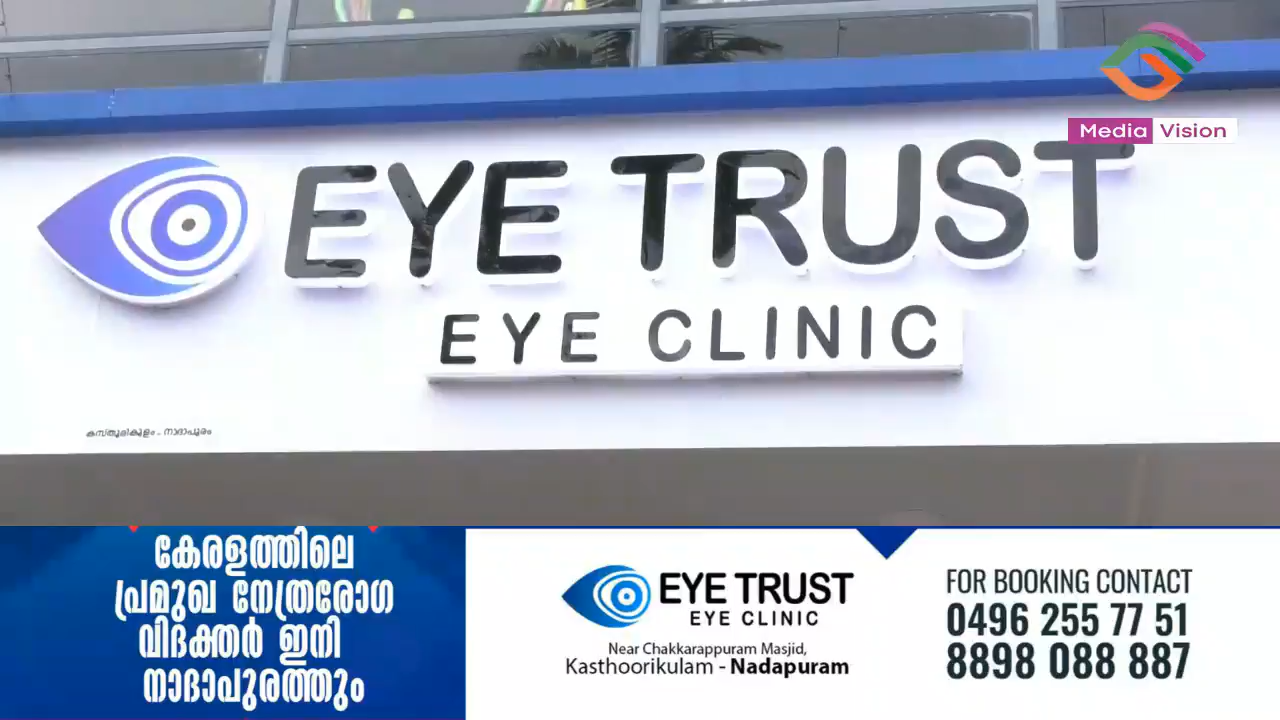 Media Vision
EYE TRUST
EYE CLINIC
കസ്തൂരികുളം - നാദാപുരം
കേരളത്തിലെ
പ്രമുഖ നേത്രരോഗ
വിദഗ്ദ്ധർ ഇനി
നാദാപുരത്തും
EYE TRUST
EYE CLINIC
Near Chakkarappuram Masjid,
Kasthoorikulam - Nadapuram
FOR BOOKING CONTACT
0496 255 77 51
8898 088 887